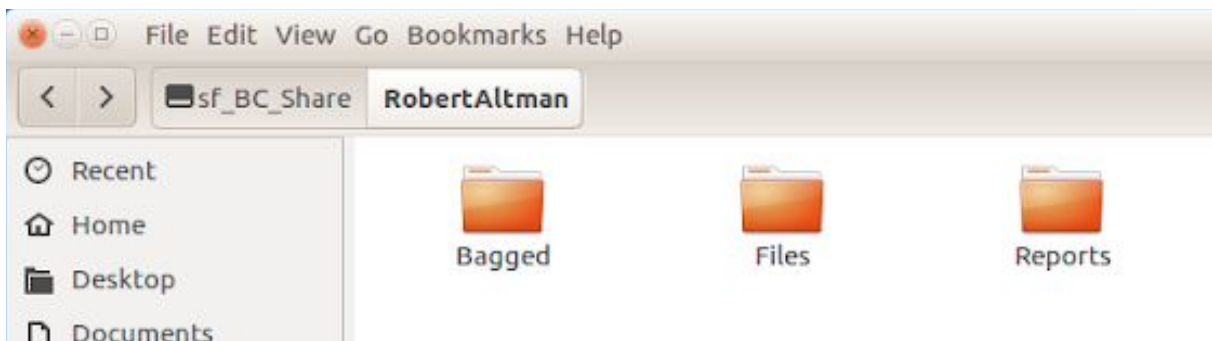 File Edit View Go Bookmarks Help
sf_BC_Share RobertAltman
Recent
Home
Desktop
Documents
Bagged Files Reports